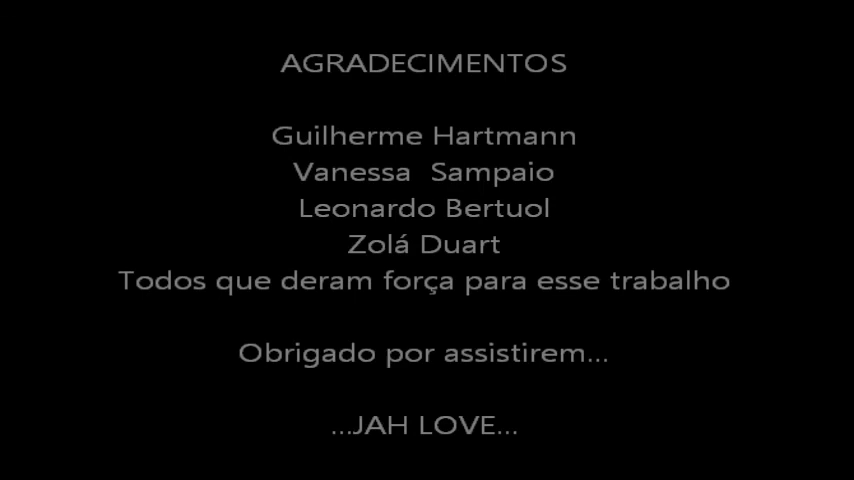 AGRADECIMENTOS
Guilherme Hartmann
Vanessa  Sampaio
Leonardo Bertuol
Zolá Duart
Todos que deram força para esse trabalho
Obrigado por assistirem...
...JAH LOVE...